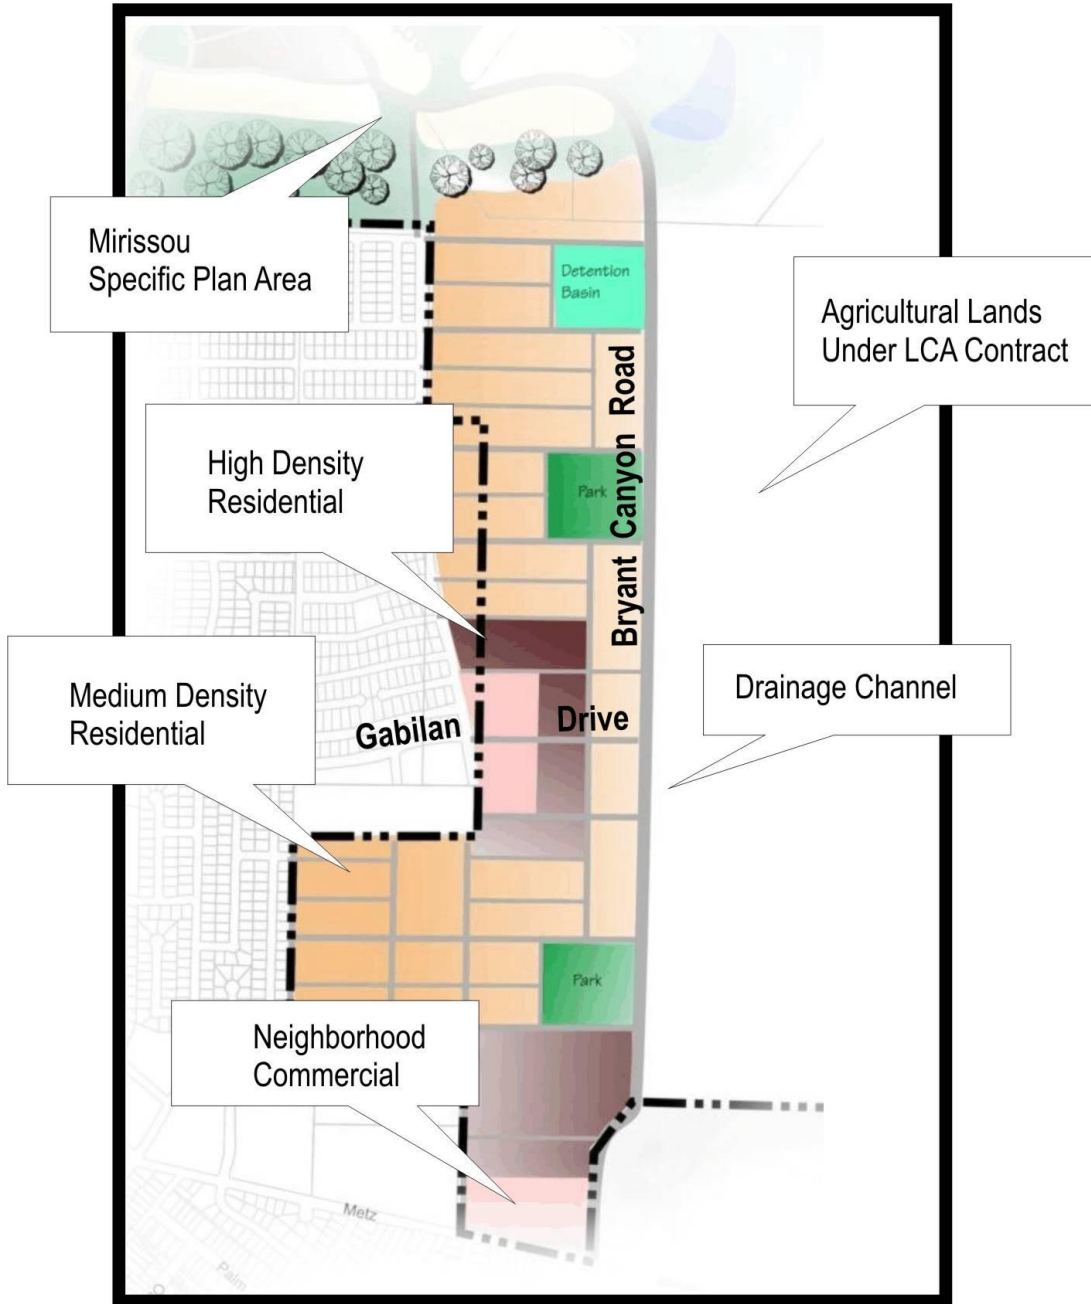 Mirissou
Specific Plan Area
Detention
Basin
Agricultural Lands
Under LCA Contract
Bryant Canyon Road
High Density
Residential
Park
Medium Density
Residential
Gabilan Drive
Drainage Channel
Park
Neighborhood
Commercial
Metz
Palm